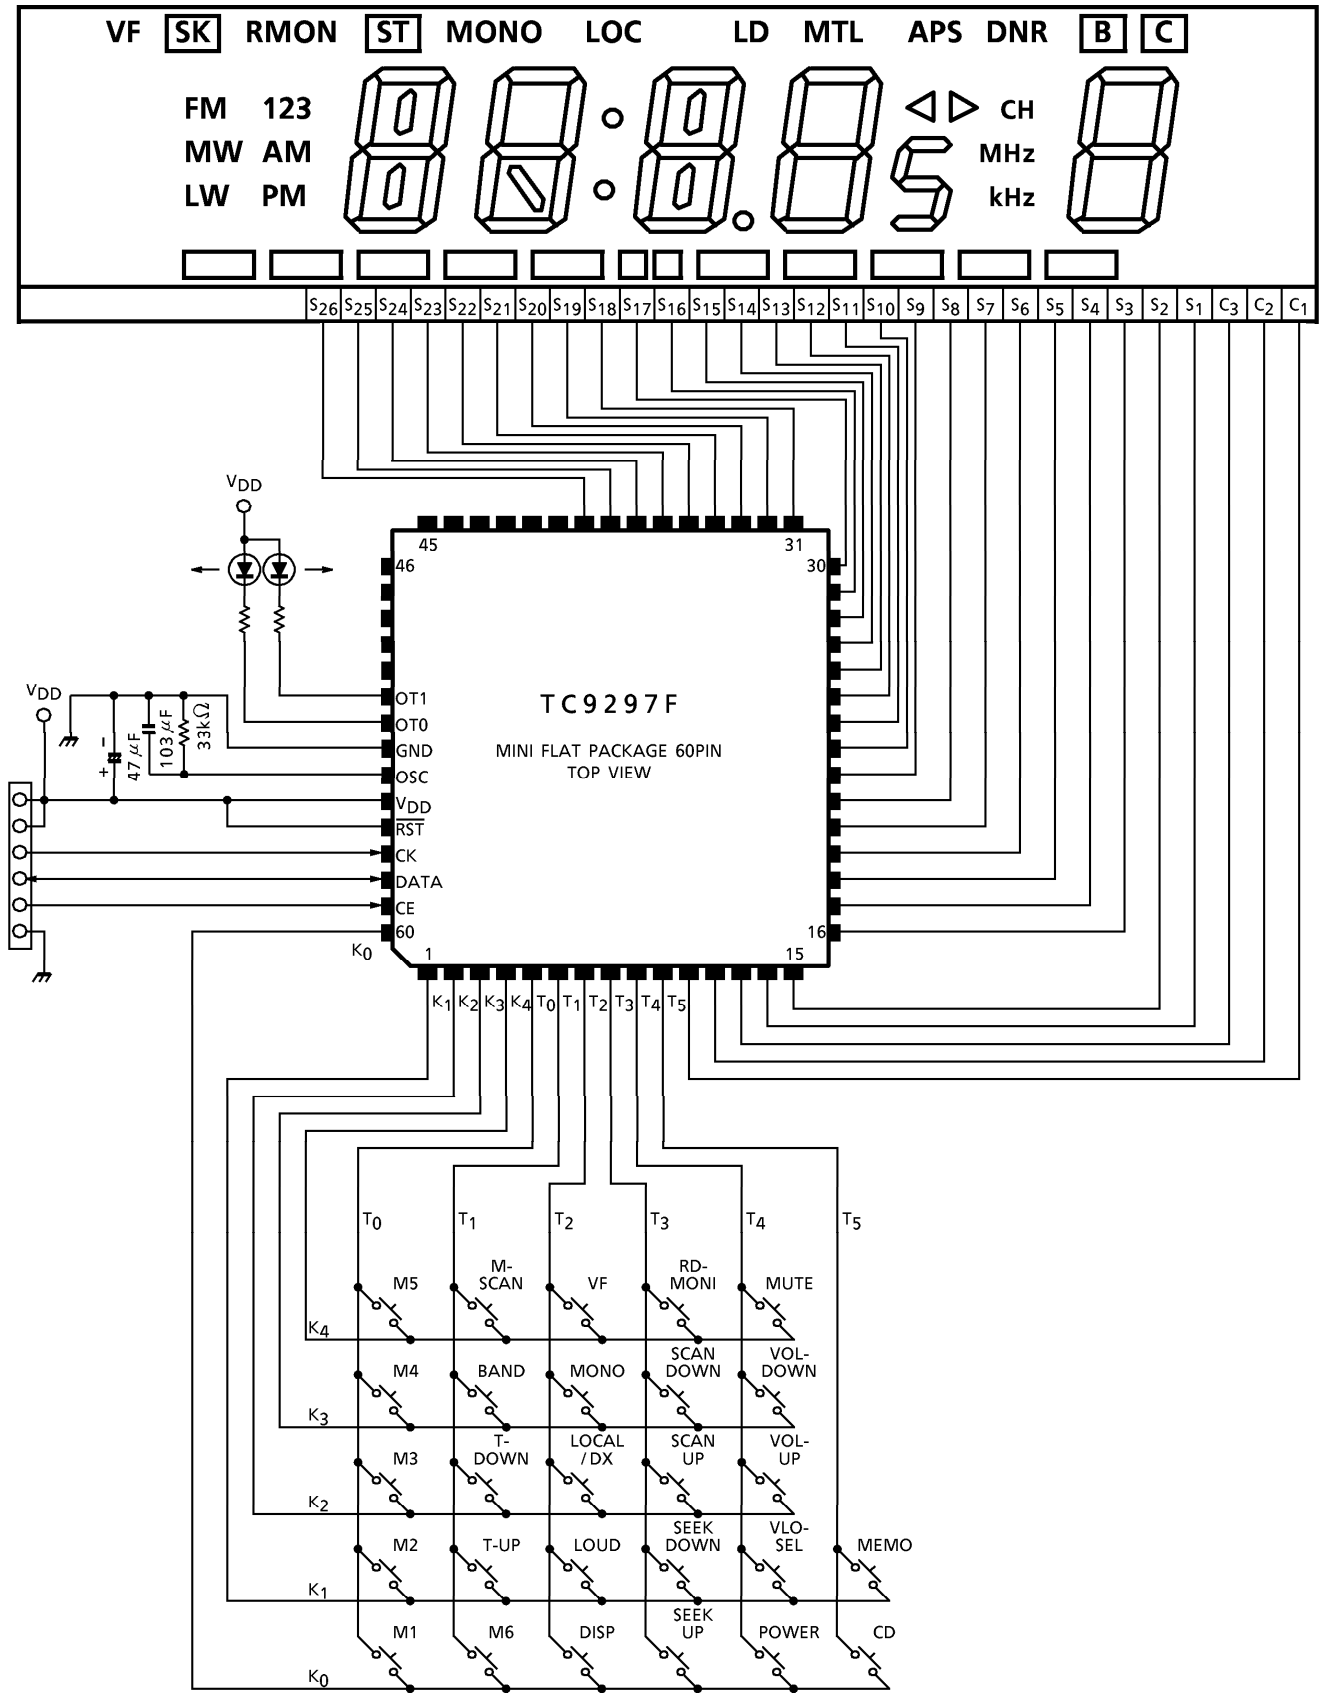 VF SK RMON ST MONO LOC LD MTL APS DNR B C
FM 123 CH
MW AM MHz
LW PM kHz
S26 S25 S24 S23 S22 S21 S20 S19 S18 S17 S16 S15 S14 S13 S12 S11 S10 S9 S8 S7 S6 S5 S4 S3 S2 S1 C3 C2 C1
VDD
45 31
46 30
OT1
OT0
GND
OSC
VDD
RST
CK
DATA
CE
60 16
1 15
TC9297F
MINI FLAT PACKAGE 60PIN
TOP VIEW
VDD
- +
47μF
103μF
33kΩ
K0
K1 K2 K3 K4 T0 T1 T2 T3 T4 T5
T0 T1 T2 T3 T4 T5
M5 M-SCAN VF RD-MONI MUTE
K4
M4 BAND MONO SCAN DOWN VOL-DOWN
K3
M3 T-DOWN LOCAL/DX SCAN UP VOL-UP
K2
M2 T-UP LOUD SEEK DOWN VLO-SEL MEMO
K1
M1 M6 DISP SEEK UP POWER CD
K0